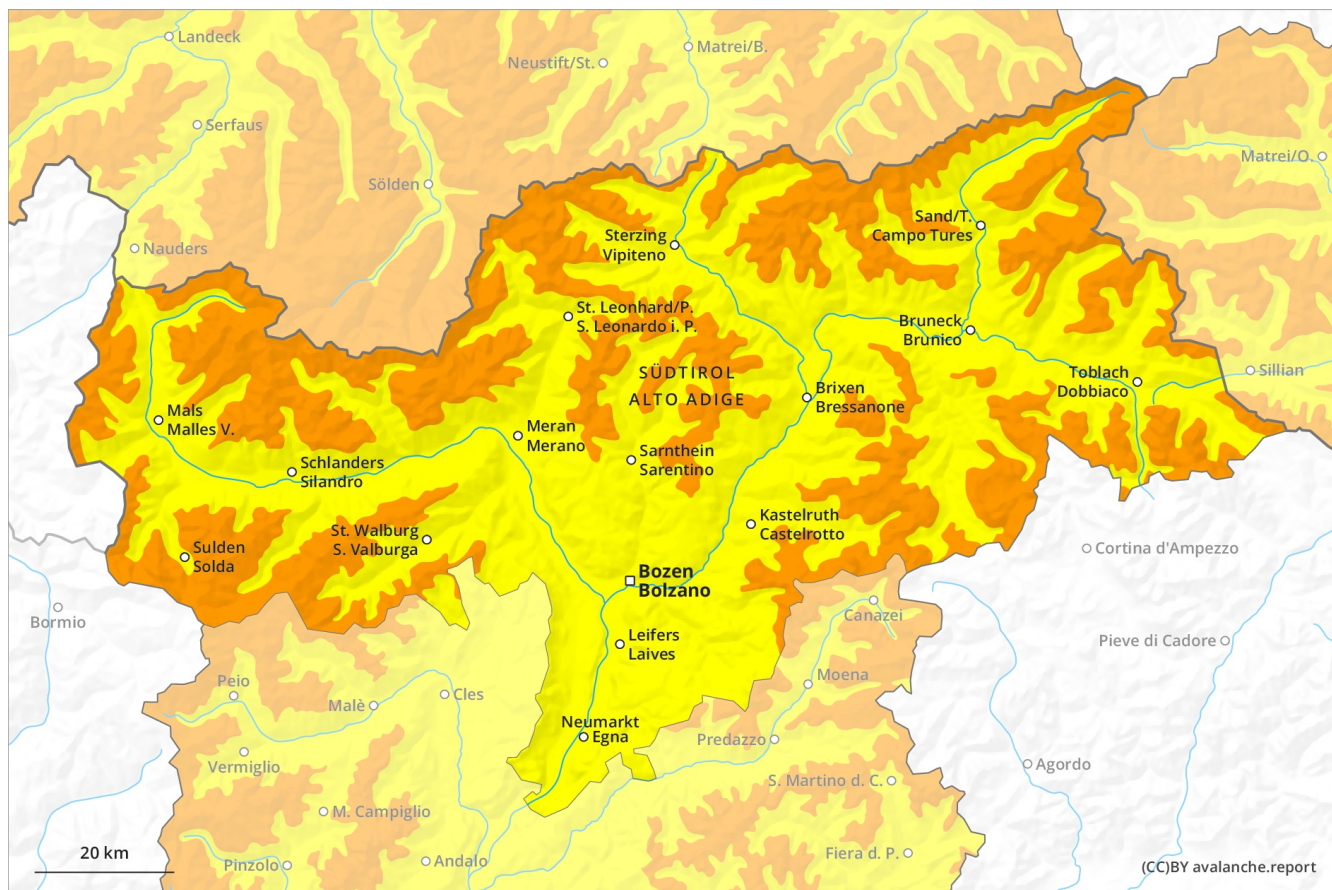 Landeck
Matrei/B.
Neustift/St.
Serfaus
Matrei/O.
Sölden
Sand/T.
Campo Tures
Nauders
Sterzing
Vipiteno
St. Leonhard/P.
S. Leonardo i. P.
Bruneck
Brunico
SÜDTIROL
ALTO ADIGE
Toblach
Dobbiaco
Sillian
Brixen
Bressanone
Mals
Malles V.
Meran
Merano
Schlanders
Silandro
Sarnthein
Sarentino
Kastelruth
Castelrotto
St. Walburg
S. Valburga
Sulden
Solda
Cortina d'Ampezzo
Bozen
Bolzano
Bormio
Canazei
Leifers
Laives
Pieve di Cadore
Moena
Peio
Cles
Malè
Neumarkt
Egna
Predazzo
Vermiglio
Agordo
S. Martino d. C.
M. Campiglio
20 km
Pinzolo
Andalo
Fiera d. P.
(CC)BY avalanche.report